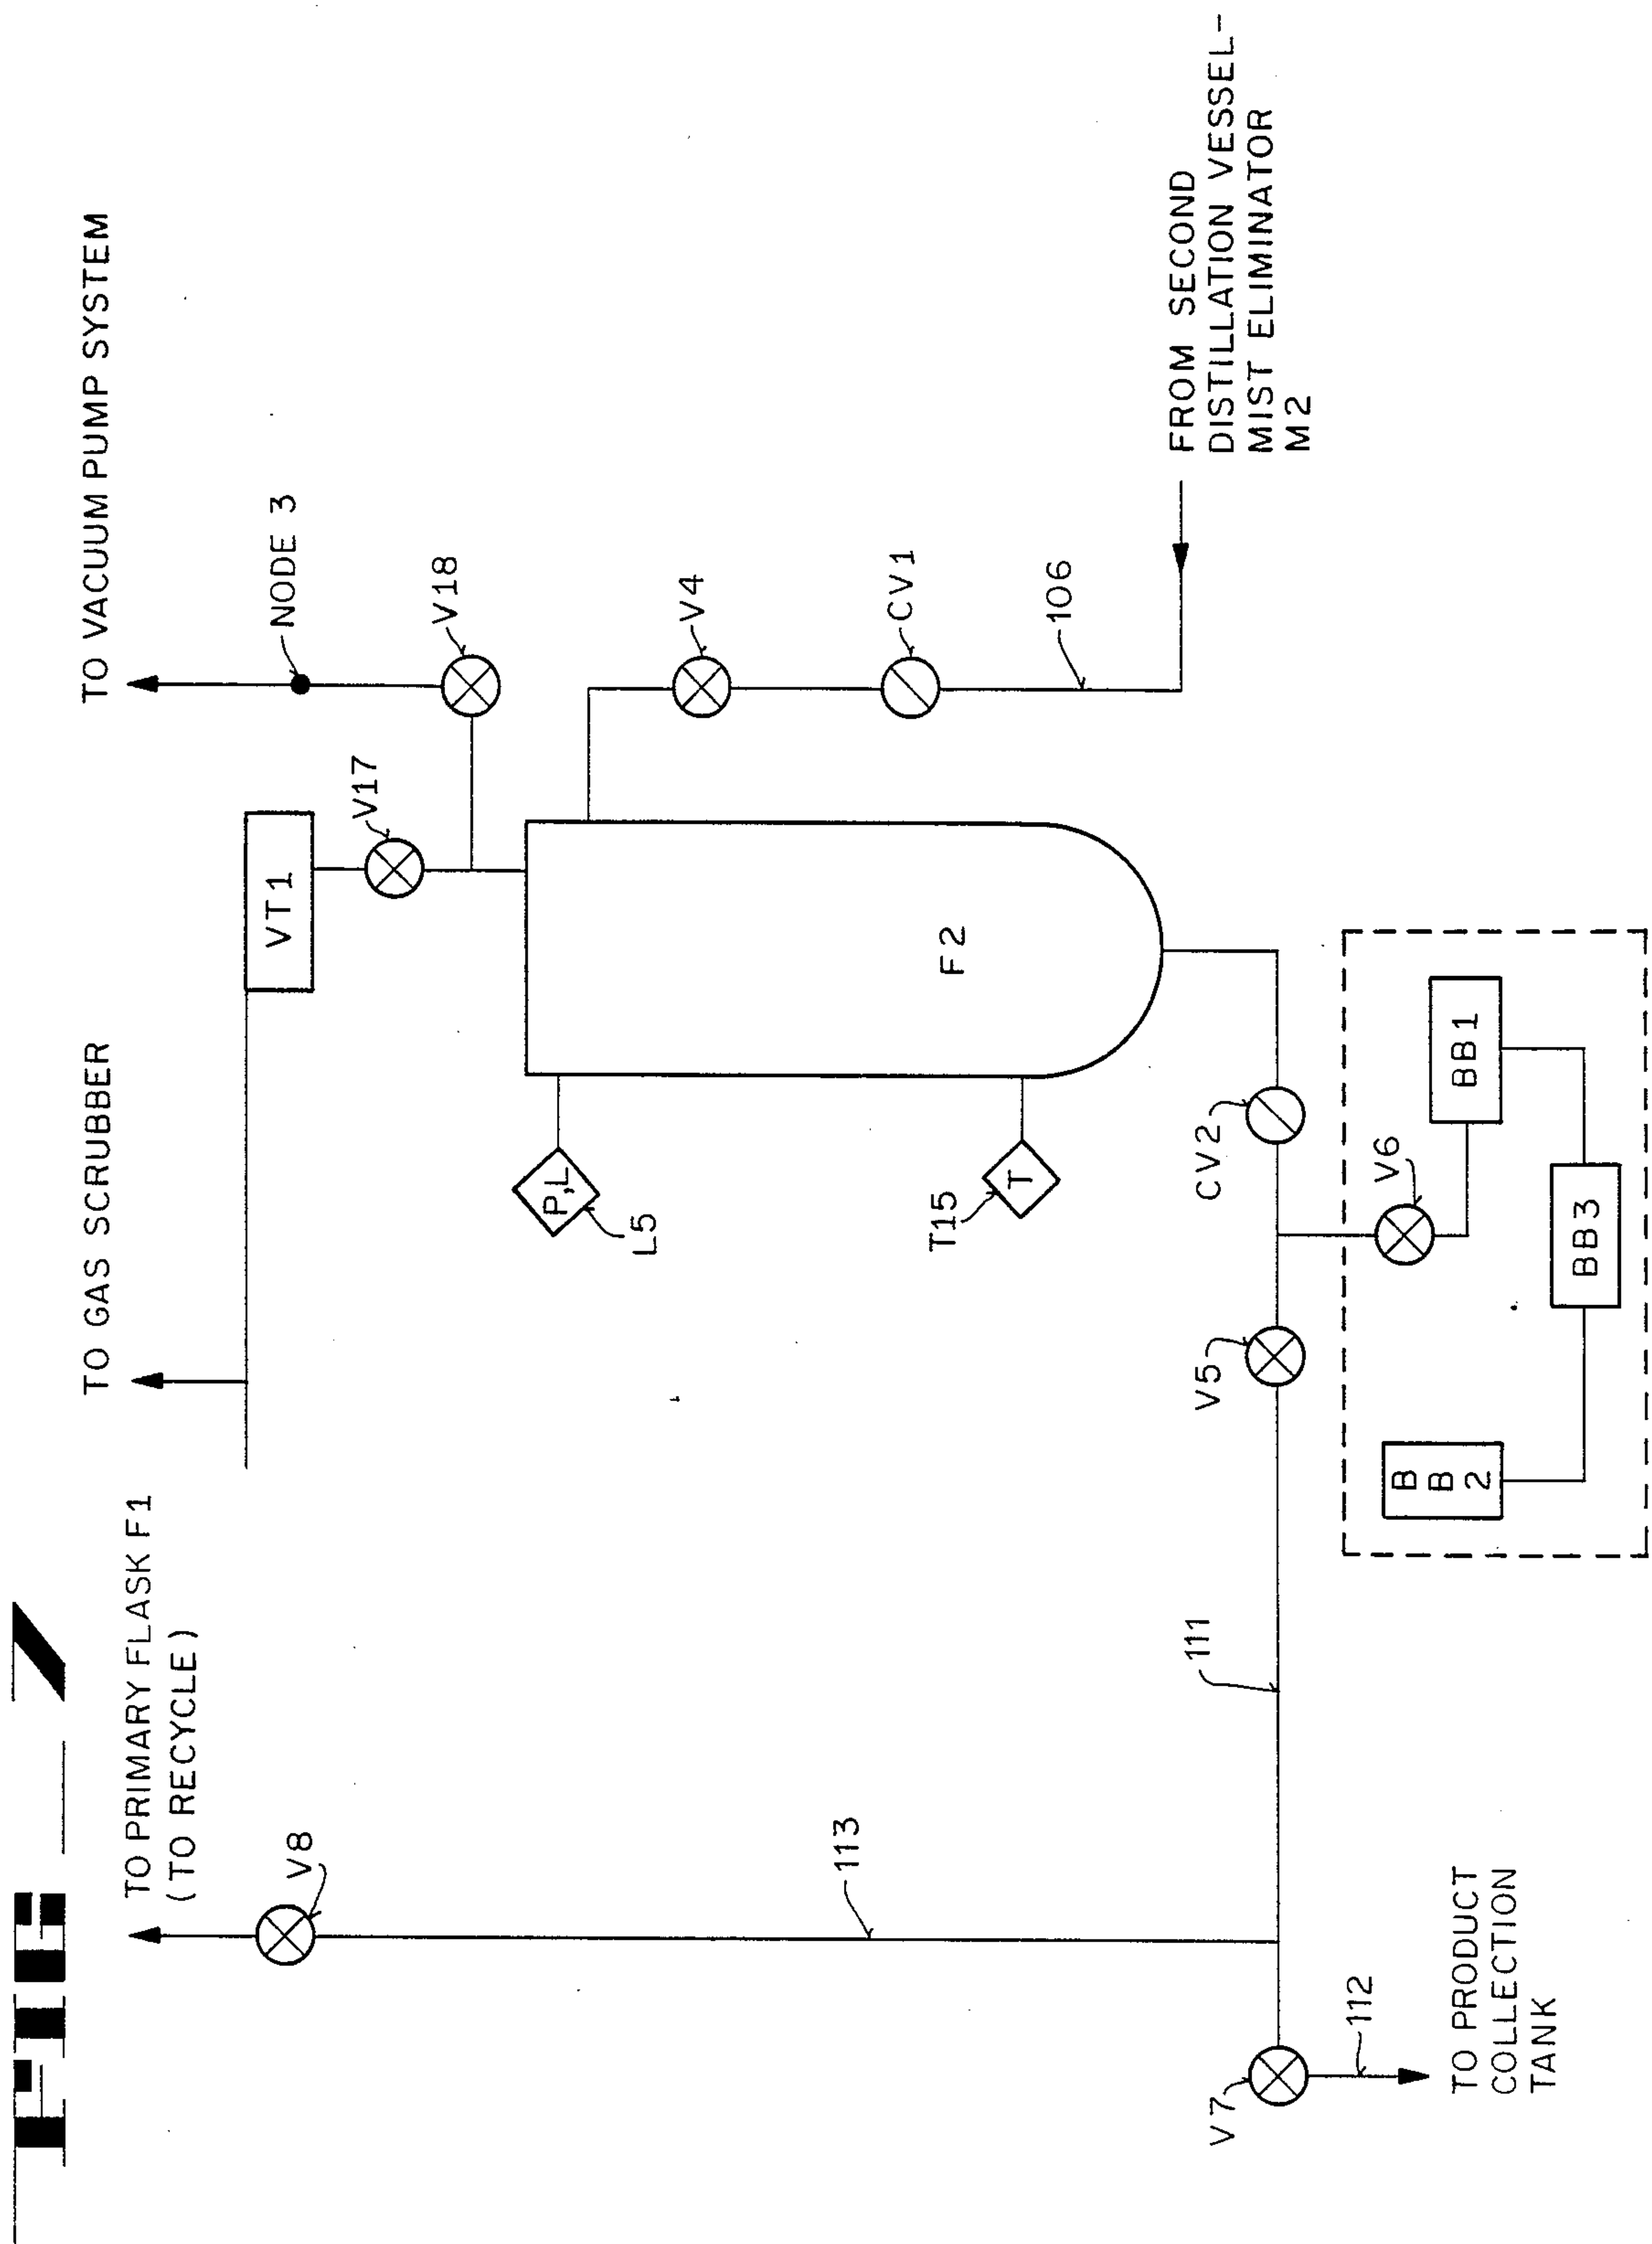 FIG_7
TO PRIMARY FLASK F1
(TO RECYCLE)
TO GAS SCRUBBER
TO VACUUM PUMP SYSTEM
V8
VT1
V17
NODE 3
V18
P,L
L5
V4
CV1
113
F2
T
T15
106
FROM SECOND
DISTILLATION VESSEL-
MIST ELIMINATOR
M2
V7
111
V5
CV2
V6
112
B
B
2
BB3
BB1
TO PRODUCT
COLLECTION
TANK